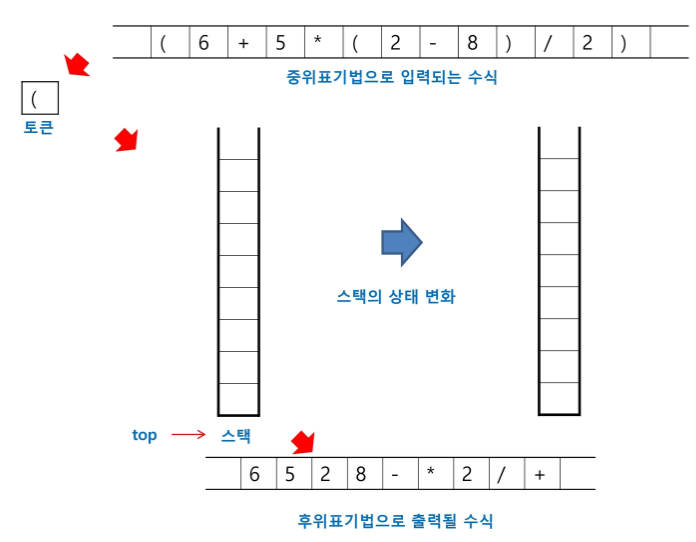 ( 6 + 5 * ( 2 - 8 ) / 2 )
중위표기법으로 입력되는 수식
(
토큰
스택의 상태 변화
top 스택
6 5 2 8 - * 2 / +
후위표기법으로 출력될 수식